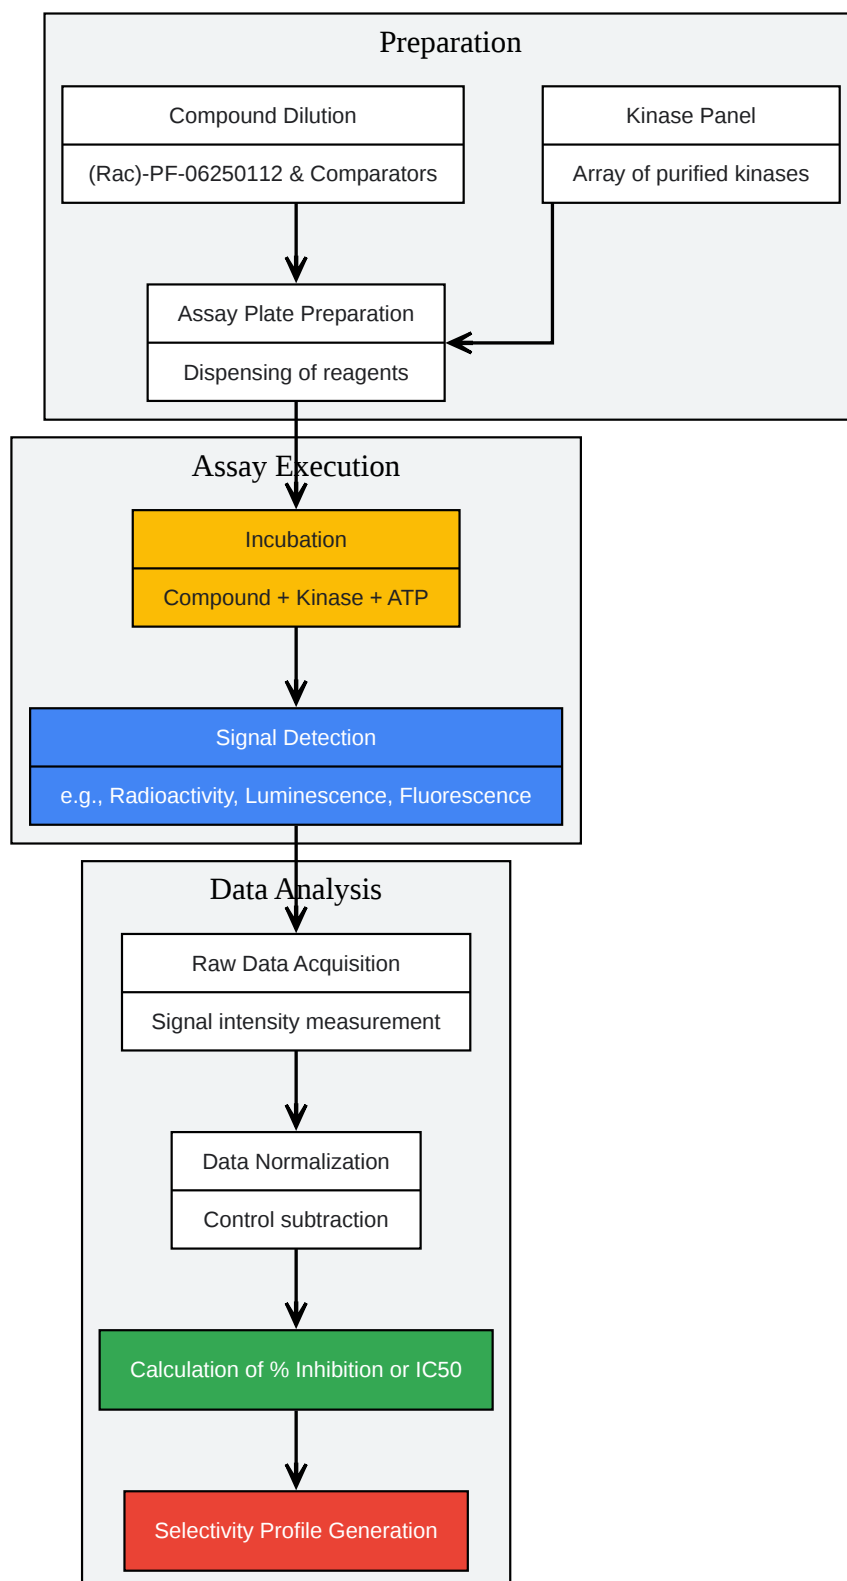 Preparation
Compound Dilution
(Rac)-PF-06250112 & Comparators
Kinase Panel
Array of purified kinases
Assay Plate Preparation
Dispensing of reagents
Assay Execution
Incubation
Compound + Kinase + ATP
Signal Detection
e.g., Radioactivity, Luminescence, Fluorescence
Data Analysis
Raw Data Acquisition
Signal intensity measurement
Data Normalization
Control subtraction
Calculation of % Inhibition or IC50
Selectivity Profile Generation